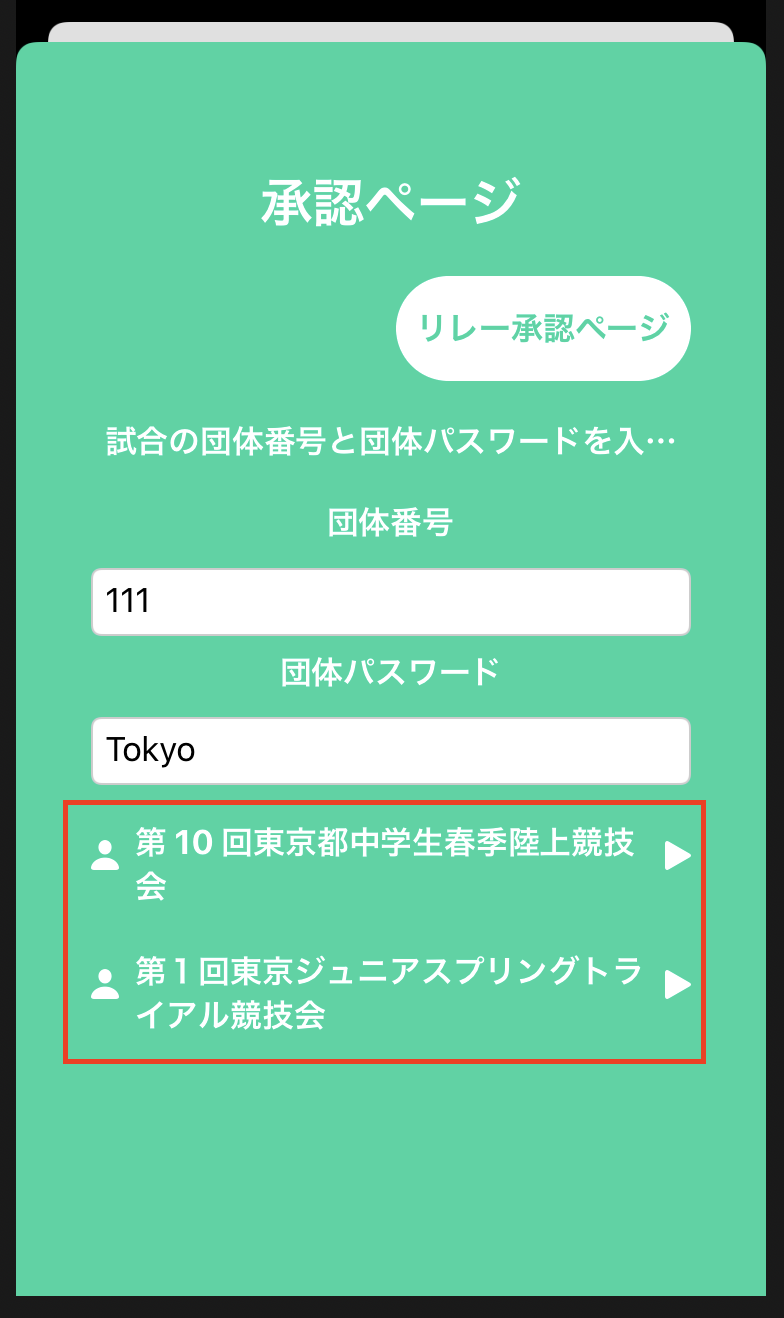 承認ページ
リレー承認ページ
試合の団体番号と団体パスワードを入…
団体番号
111
団体パスワード
Tokyo
第 10 回東京都中学生春季陸上競技
会
第 1 回東京ジュニアスプリングトラ
イアル競技会